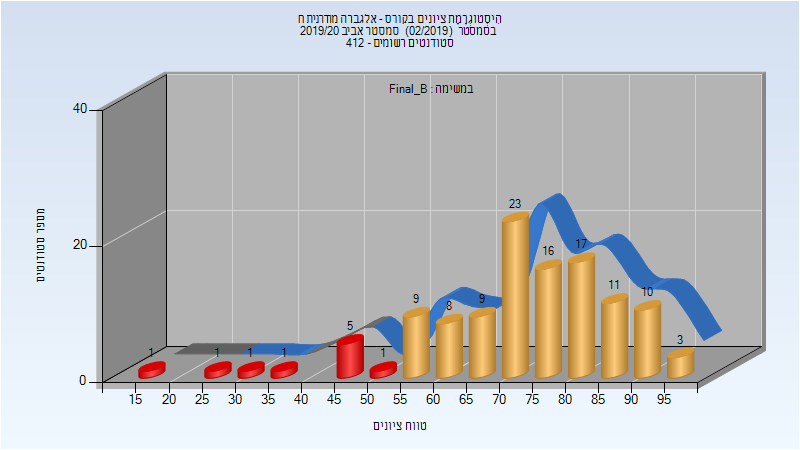 היסטוגרמת ציונים בקורס - אלגברה מודרנית ח
בסמסטר (02/2019) סמסטר אביב 2019/20
סטודנטים רשומים - 412
במשימה : Final_B
מספר סטודנטים
40
20
0
1
1
1
1
5
1
9
8
9
23
16
17
11
10
3
15 20 25 30 35 40 45 50 55 60 65 70 75 80 85 90 95
טווח ציונים